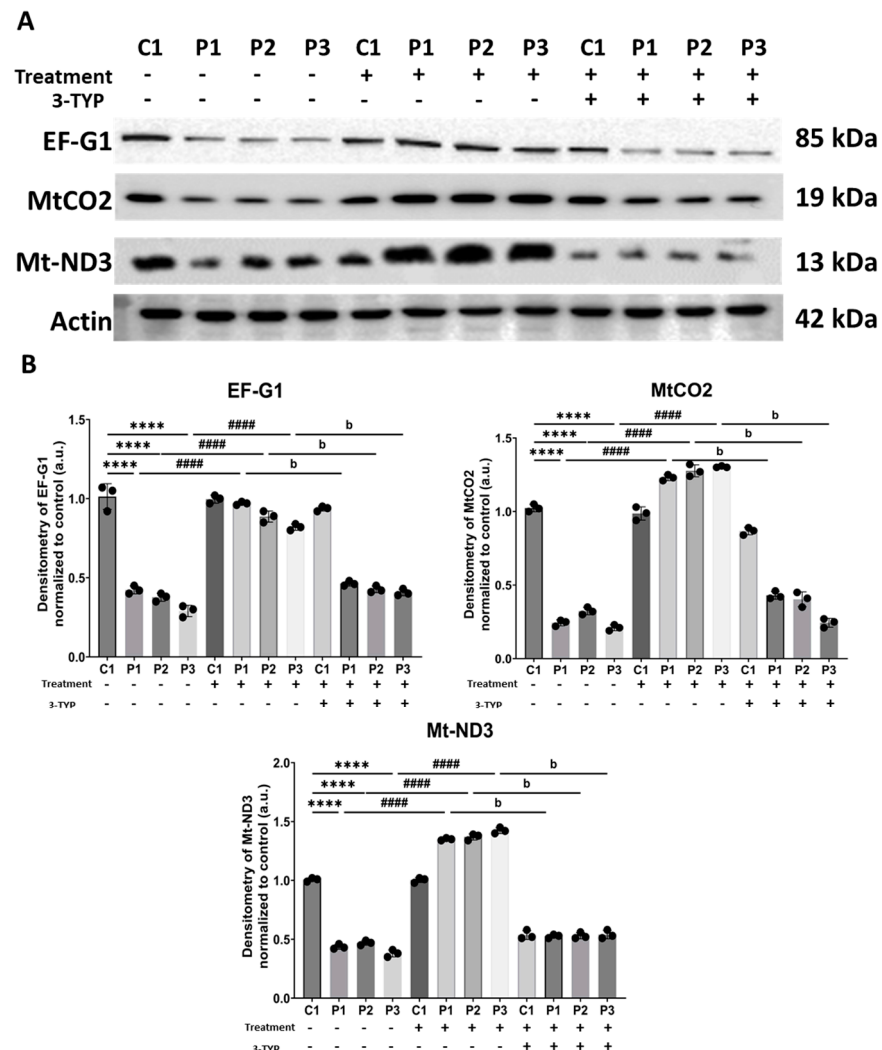 A
C1 P1 P2 P3 C1 P1 P2 P3 C1 P1 P2 P3
Treatment - - - - + + + + + + + +
3-TYP - - - - - - - - + + + +
EF-G1 85 kDa
MtCO2 19 kDa
Mt-ND3 13 kDa
Actin 42 kDa
B
EF-G1
**** #### b
**** #### b
**** #### b
Densitometry of EF-G1
normalized to control (a.u.)
1.5
1.0
0.5
0.0
C1 P1 P2 P3 C1 P1 P2 P3 C1 P1 P2 P3
Treatment - - - - + + + + + + + +
3-TYP - - - - - - - - + + + +
MtCO2
**** #### b
**** #### b
**** #### b
Densitometry of MtCO2
normalized to control (a.u.)
1.5
1.0
0.5
0.0
C1 P1 P2 P3 C1 P1 P2 P3 C1 P1 P2 P3
Treatment - - - - + + + + + + + +
3-TYP - - - - - - - - + + + +
Mt-ND3
**** #### b
**** #### b
**** #### b
Densitometry of Mt-ND3
normalized to control (a.u.)
2.0
1.5
1.0
0.5
0.0
C1 P1 P2 P3 C1 P1 P2 P3 C1 P1 P2 P3
Treatment - - - - + + + + + + + +
3-TYP - - - - - - - - + + + +